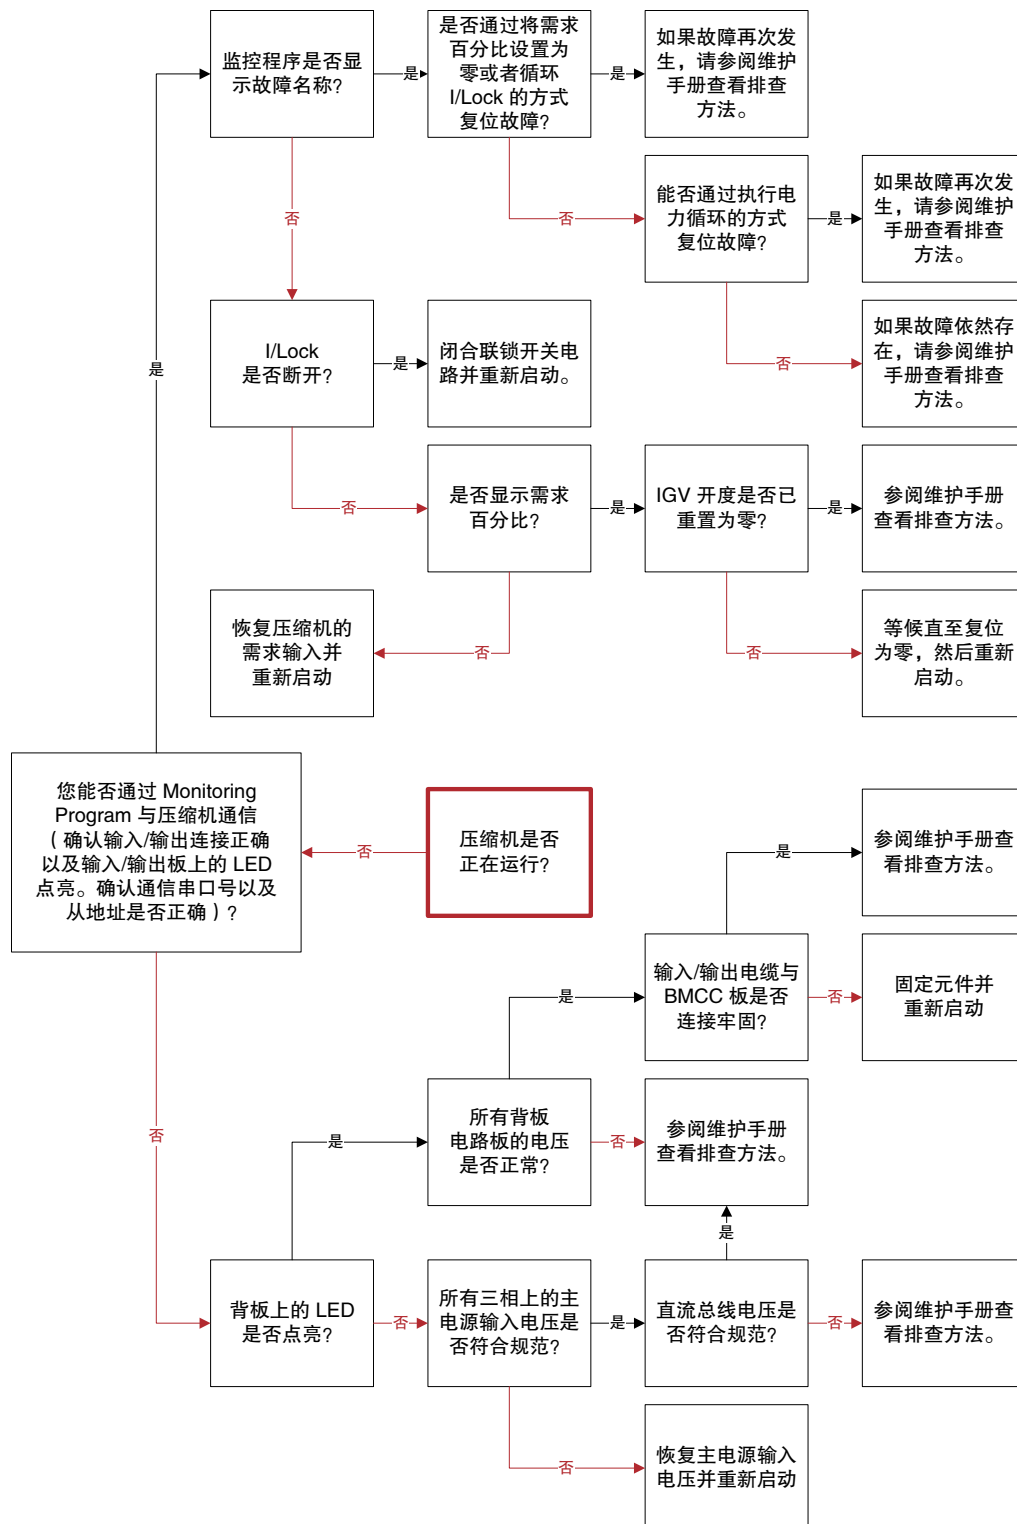 监控程序是否显
示故障名称?
是
是否通过将需求
百分比设置为
零或者循环
I/Lock 的方式
复位故障?
是
如果故障再次发
生，请参阅维护
手册查看排查
方法。
否
否
能否通过执行电
力循环的方式
复位故障?
是
如果故障再次发
生，请参阅维护
手册查看排查
方法。
否
如果故障依然存
在，请参阅维护
手册查看排查
方法。
是
I/Lock
是否断开?
是
闭合联锁开关电
路并重新启动。
否
是否显示需求
百分比?
是
IGV 开度是否已
重置为零?
是
参阅维护手册
查看排查方法。
恢复压缩机的
需求输入并
重新启动
否
否
等候直至复位
为零，然后重新
启动。
您能否通过 Monitoring
Program 与压缩机通信
（确认输入/输出连接正确
以及输入/输出板上的 LED
点亮。确认通信串口号以及
从地址是否正确）?
否
压缩机是否
正在运行?
是
参阅维护手册查
看排查方法。
是
输入/输出电缆与
BMCC 板是否
连接牢固?
否
固定元件并
重新启动
否
是
所有背板
电路板的电压
是否正常?
否
参阅维护手册
查看排查方法。
是
背板上的 LED
是否点亮?
否
所有三相上的主
电源输入电压是
否符合规范?
是
直流总线电压是
否符合规范?
否
参阅维护手册查
看排查方法。
否
恢复主电源输入
电压并重新启动